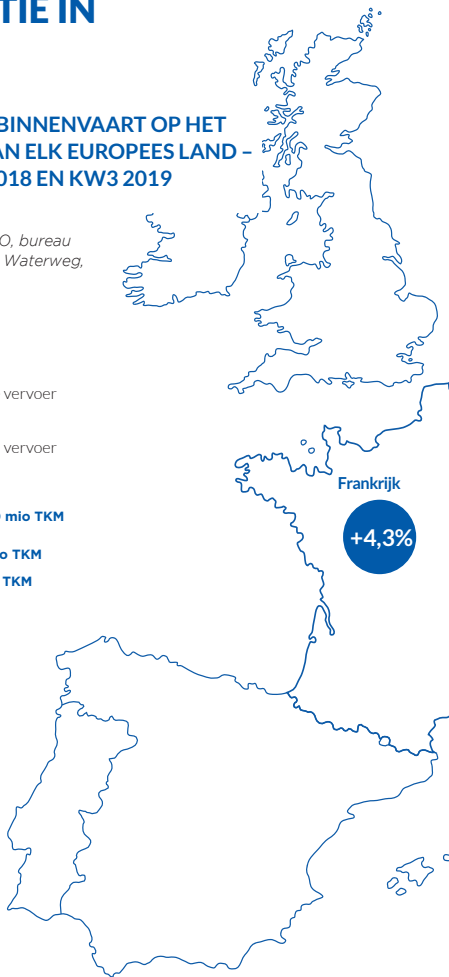 TIE IN
BINNENVAART OP HET
AN ELK EUROPEES LAND –
018 EN KW3 2019
O, bureau
Waterweg,
vervoer
vervoer
mio TKM
o TKM
TKM
Frankrijk
+4,3%